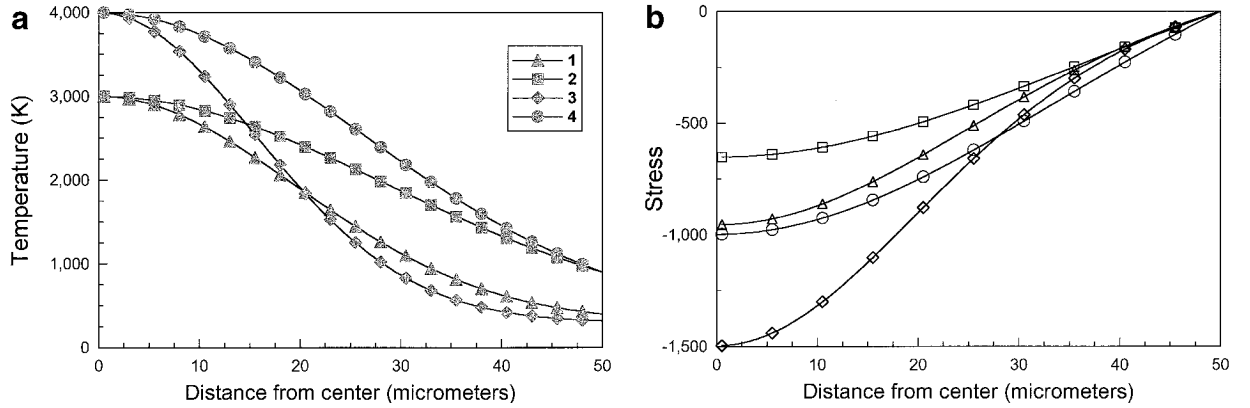 a
4,000
3,000
2,000
1,000
0
Temperature (K)
1
2
3
4
0 10 20 30 40 50
Distance from center (micrometers)
b
0
-500
-1,000
-1,500
Stress
0 10 20 30 40 50
Distance from center (micrometers)